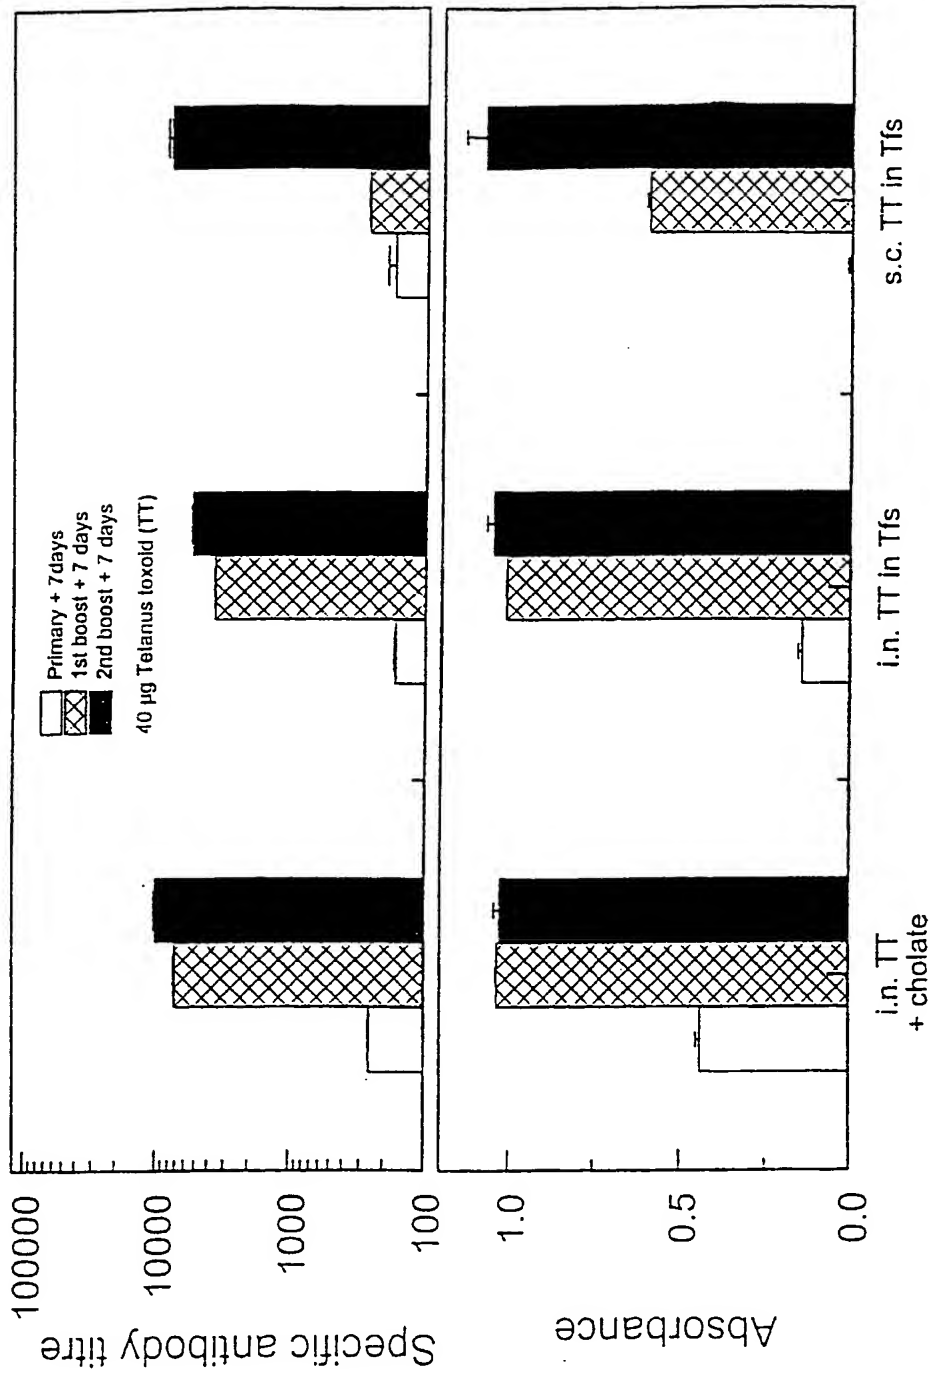 Specific antibody titre
100000
10000
1000
100
Primary + 7days
1st boost + 7 days
2nd boost + 7 days
40 µg Telanus toxoid (TT)
Absorbance
1.0
0.5
0.0
i.n. TT
+ cholate
i.n. TT in Tfs
s.c. TT in Tfs